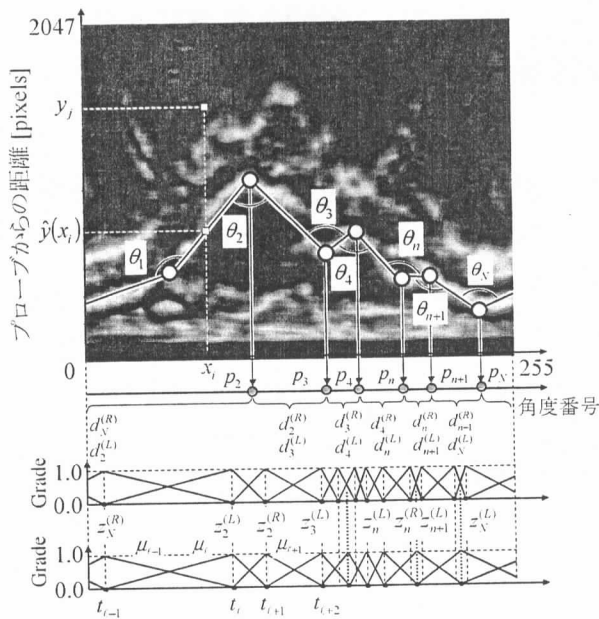 2047
プローブからの距離 [pixels]
y_j
ŷ(x_i)
θ_1
θ_2
θ_3
θ_4
θ_n
θ_{n+1}
θ_N
0
x_i
p_2
p_3
p_4
p_n
p_{n+1}
p_N
255
角度番号
d_N^{(R)} d_2^{(R)} d_3^{(R)} d_4^{(R)} d_n^{(R)} d_{n-1}^{(R)}
d_2^{(L)} d_3^{(L)} d_4^{(L)} d_n^{(L)} d_{n+1}^{(L)} d_N^{(L)}
Grade
1.0
0.0
z_N^{(R)} z_2^{(L)} z_2^{(R)} z_3^{(L)} z_n^{(L)} z_n^{(R)} z_{n+1}^{(L)} z_N^{(L)}
Grade
1.0
0.0
μ_{ℓ-1} μ_ℓ μ_{ℓ+1}
t_{ℓ-1} t_ℓ t_{ℓ+1} t_{ℓ+2}